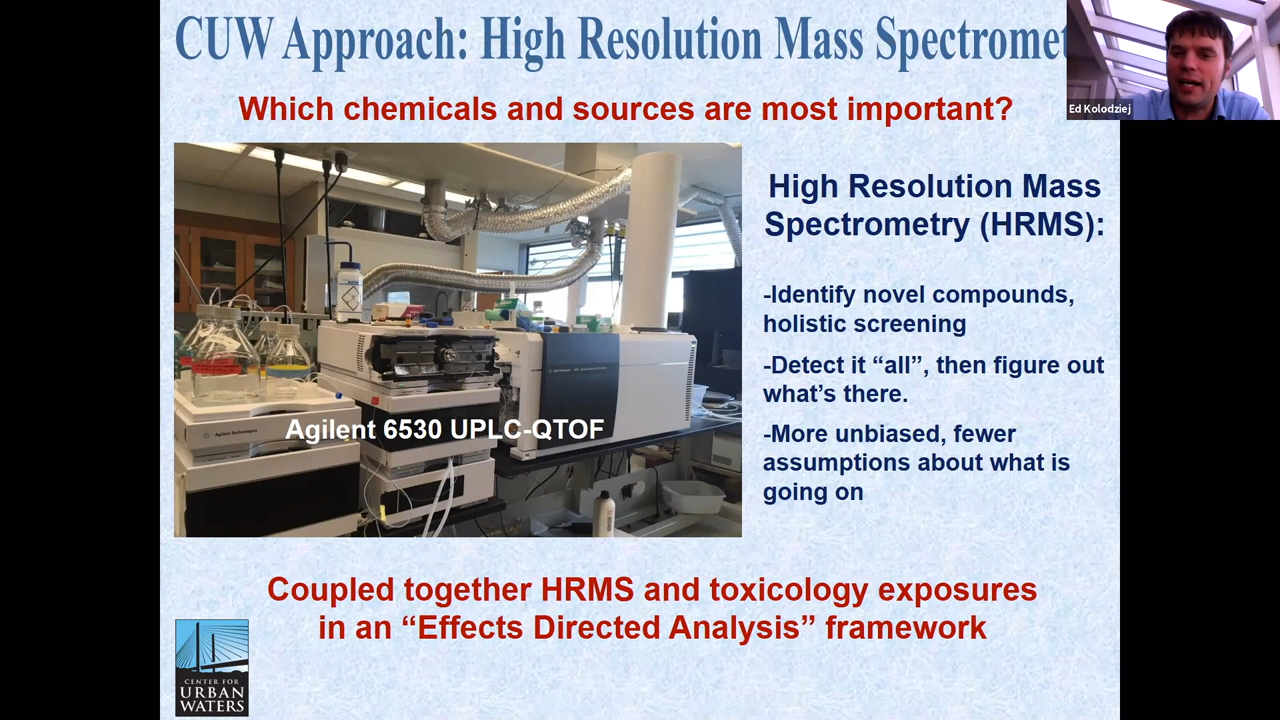 CUW Approach: High Resolution Mass Spectromet
Ed Kolodziej
Which chemicals and sources are most important?
High Resolution Mass
Spectrometry (HRMS):
-Identify novel compounds,
holistic screening
-Detect it “all”, then figure out
what’s there.
-More unbiased, fewer
assumptions about what is
going on
Agilent Technologies
Agilent 6530 UPLC-QTOF
Coupled together HRMS and toxicology exposures
in an “Effects Directed Analysis” framework
CENTER FOR
URBAN
WATERS